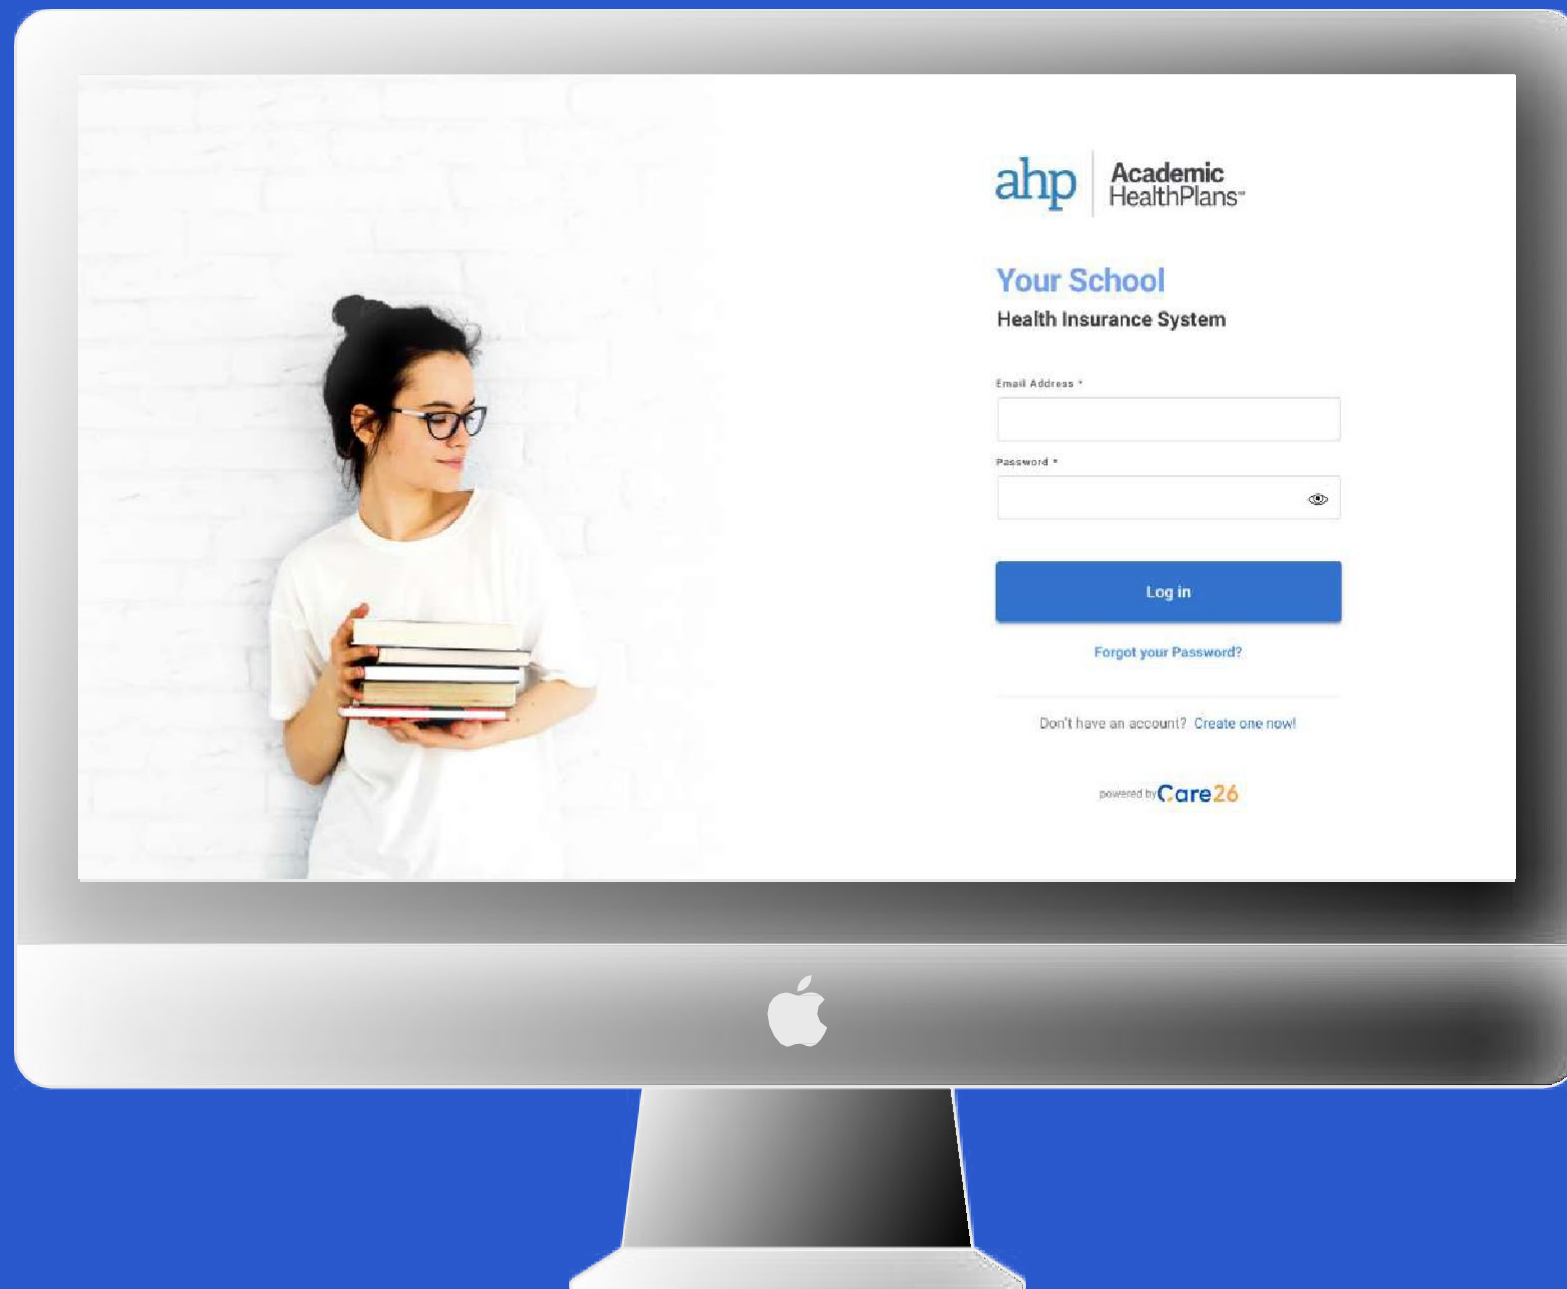 ahp
Academic
HealthPlans℠
Your School
Health Insurance System
Email Address *
Password *
Log in
Forgot your Password?
Don't have an account? Create one now!
powered by Care26